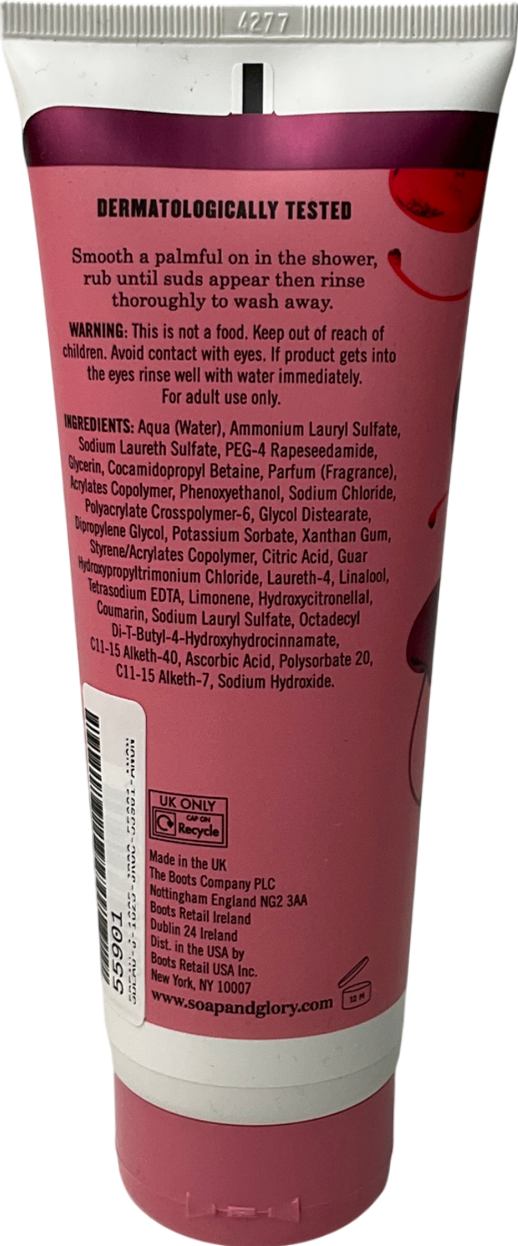 4277
DERMATOLOGICALLY TESTED
Smooth a palmful on in the shower,
rub until suds appear then rinse
thoroughly to wash away.
WARNING: This is not a food. Keep out of reach of
children. Avoid contact with eyes. If product gets into
the eyes rinse well with water immediately.
For adult use only.
INGREDIENTS: Aqua (Water), Ammonium Lauryl Sulfate,
Sodium Laureth Sulfate, PEG-4 Rapeseedamide,
Glycerin, Cocamidopropyl Betaine, Parfum (Fragrance),
Acrylates Copolymer, Phenoxyethanol, Sodium Chloride,
Polyacrylate Crosspolymer-6, Glycol Distearate,
Dipropylene Glycol, Potassium Sorbate, Xanthan Gum,
Styrene/Acrylates Copolymer, Citric Acid, Guar
Hydroxypropyltrimonium Chloride, Laureth-4, Linalool,
Tetrasodium EDTA, Limonene, Hydroxycitronellal,
Coumarin, Sodium Lauryl Sulfate, Octadecyl
Di-T-Butyl-4-Hydroxyhydrocinnamate,
C11-15 Alketh-40, Ascorbic Acid, Polysorbate 20,
C11-15 Alketh-7, Sodium Hydroxide.
55901
UK ONLY
CAP ON
Recycle
Made in the UK
The Boots Company PLC
Nottingham England NG2 3AA
Boots Retail Ireland
Dublin 24 Ireland
Dist. in the USA by
Boots Retail USA Inc.
New York, NY 10007
www.soapandglory.com
12 M